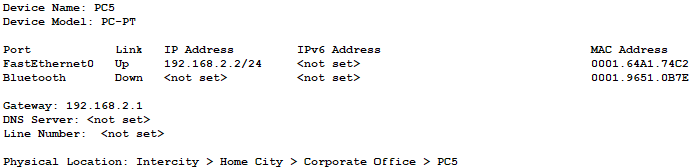 Device Name: PC5
Device Model: PC-PT
Port Link IP Address IPv6 Address MAC Address
FastEthernet0 Up 192.168.2.2/24 <not set> 0001.64A1.74C2
Bluetooth Down <not set> <not set> 0001.9651.0B7E
Gateway: 192.168.2.1
DNS Server: <not set>
Line Number: <not set>
Physical Location: Intercity > Home City > Corporate Office > PC5